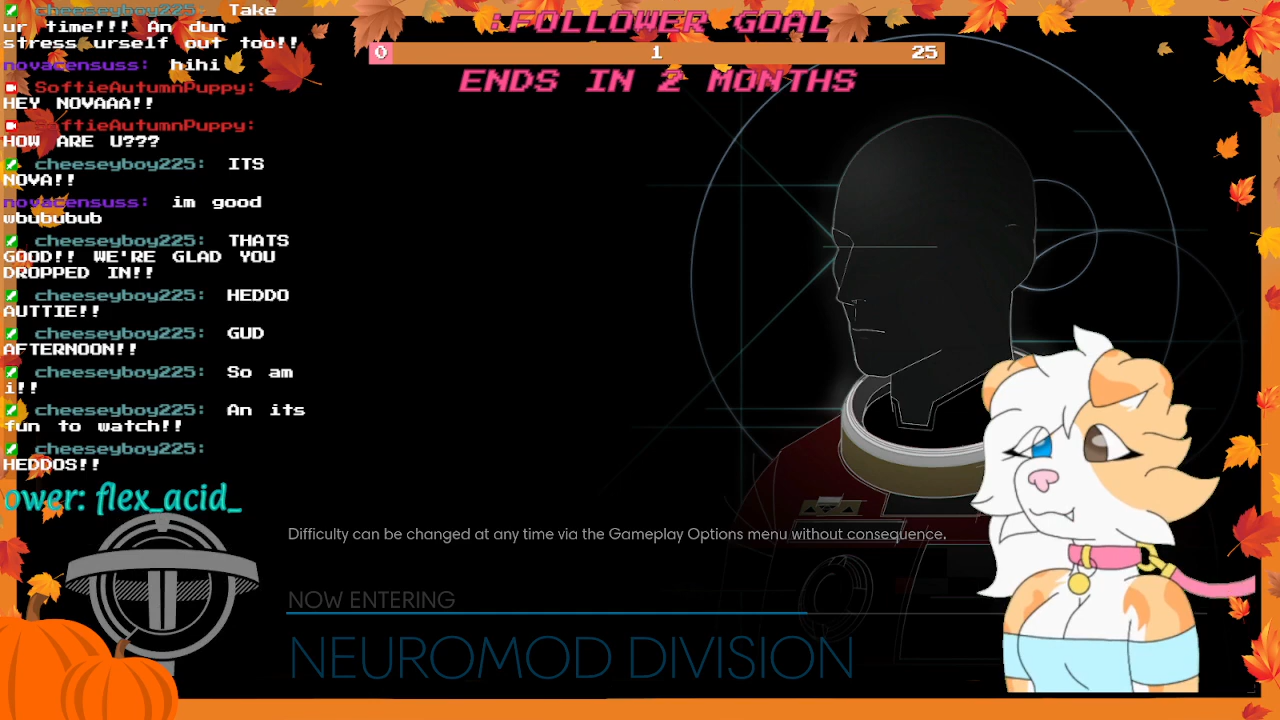 :FOLLOWER GOAL
0 1 25
ENDS IN 2 MONTHS
cheeseyboy225: Take
ur time!!! An dun
stress urself out too!!
novacensuss: hihi
SoftieAutumnPuppy:
HEY NOVAAA!!
SoftieAutumnPuppy:
HOW ARE U???
cheeseyboy225: ITS
NOVA!!
novacensuss: im good
wbububub
cheeseyboy225: THATS
GOOD!! WE'RE GLAD YOU
DROPPED IN!!
cheeseyboy225: HEDDO
AUTTIE!!
cheeseyboy225: GUD
AFTERNOON!!
cheeseyboy225: So am
i!!
cheeseyboy225: An its
fun to watch!!
cheeseyboy225:
HEDDOS!!
ower: flex_acid_
Difficulty can be changed at any time via the Gameplay Options menu without consequence.
NOW ENTERING
NEUROMOD DIVISION